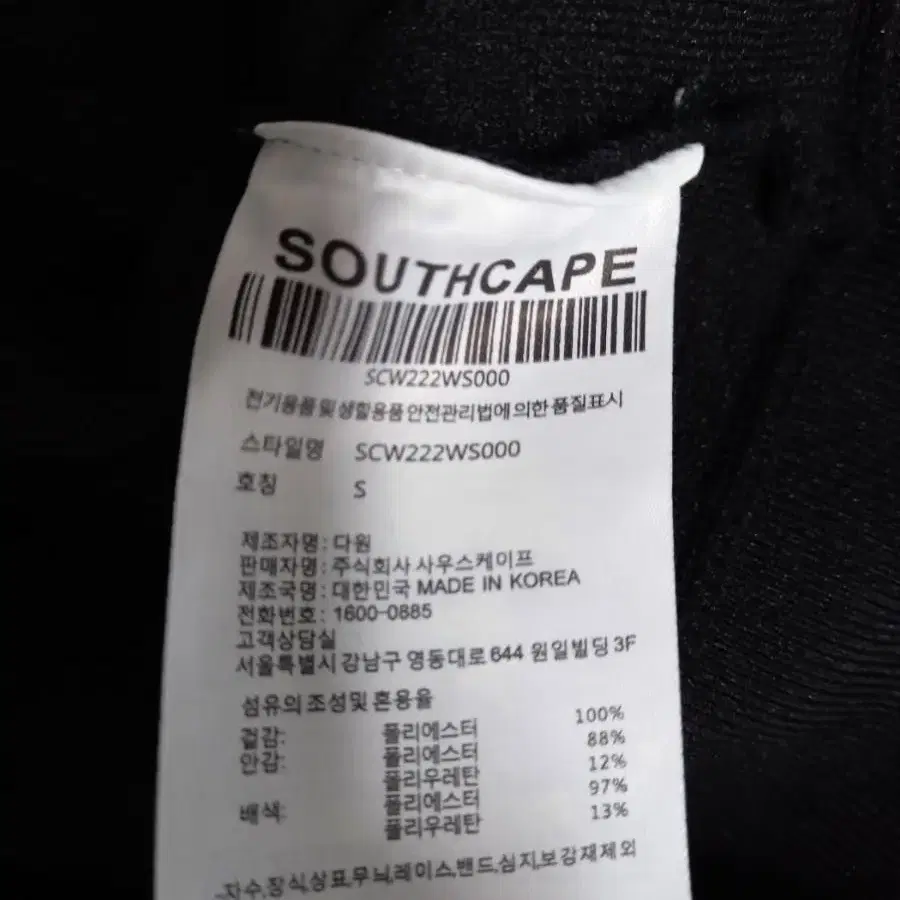 SOUTHCAPE
SCW222WS000
전기용품 및 생활용품 안전관리법에 의한 품질표시
스타일명 SCW222WS000
호칭 S
제조자명: 다원
판매자명: 주식회사 사우스케이프
제조국명: 대한민국 MADE IN KOREA
전화번호: 1600-0885
고객상담실
서울특별시 강남구 영동대로 644 원일빌딩 3F
섬유의 조성및 혼용율
겉감: 폴리에스터 100%
안감: 폴리에스터 88%
폴리우레탄 12%
배색: 폴리에스터 97%
폴리우레탄 13%
자수,장식,상표,무늬,레이스,밴드,심지,보강재제외